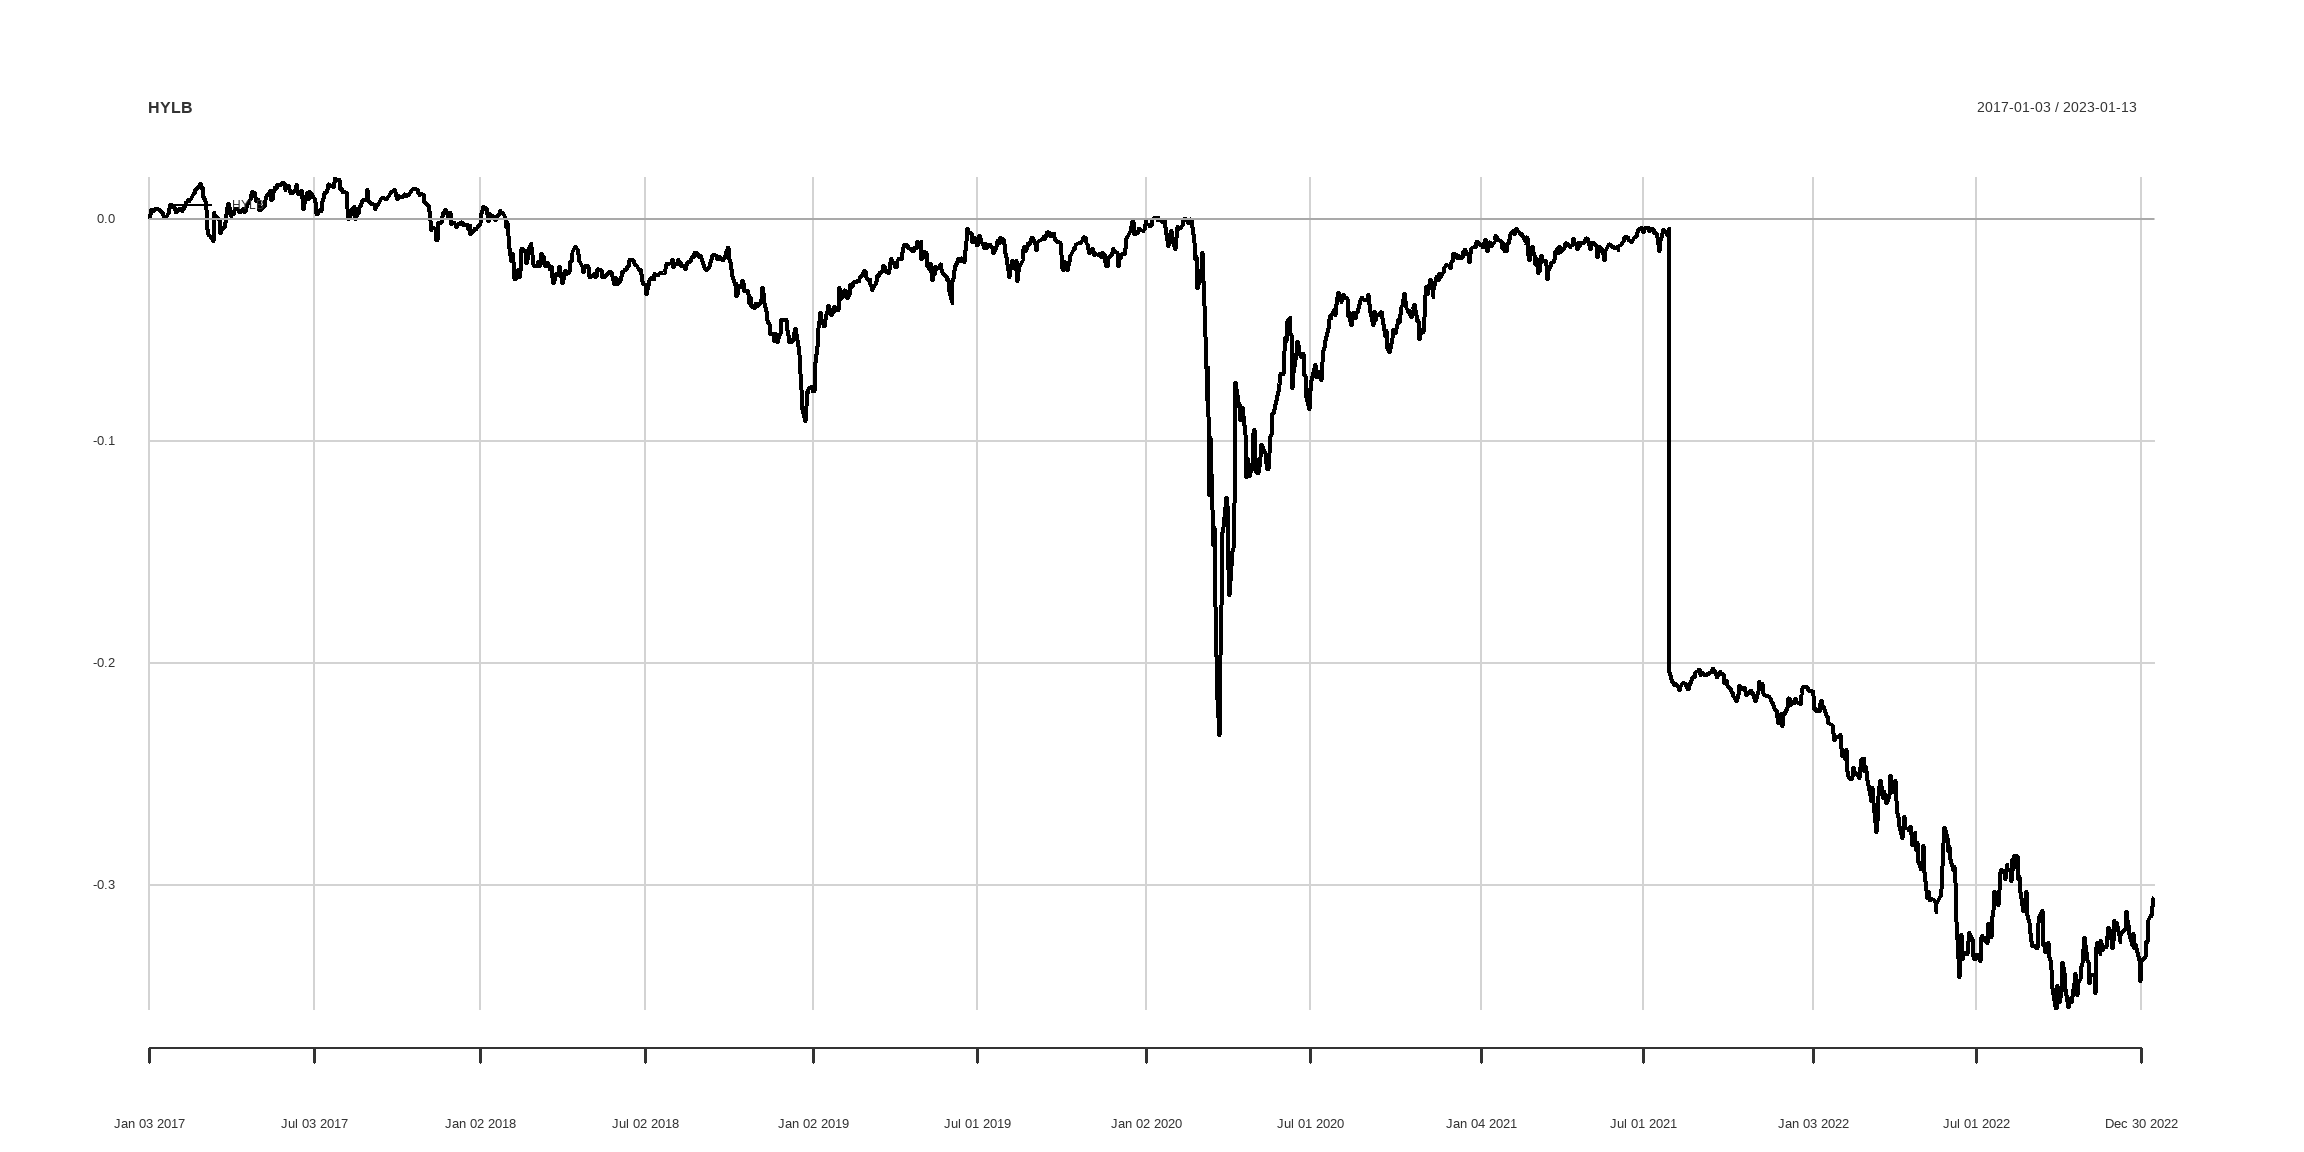 HYLB
2017-01-03 / 2023-01-13
HYLB
0.0
-0.1
-0.2
-0.3
Jan 03 2017
Jul 03 2017
Jan 02 2018
Jul 02 2018
Jan 02 2019
Jul 01 2019
Jan 02 2020
Jul 01 2020
Jan 04 2021
Jul 01 2021
Jan 03 2022
Jul 01 2022
Dec 30 2022